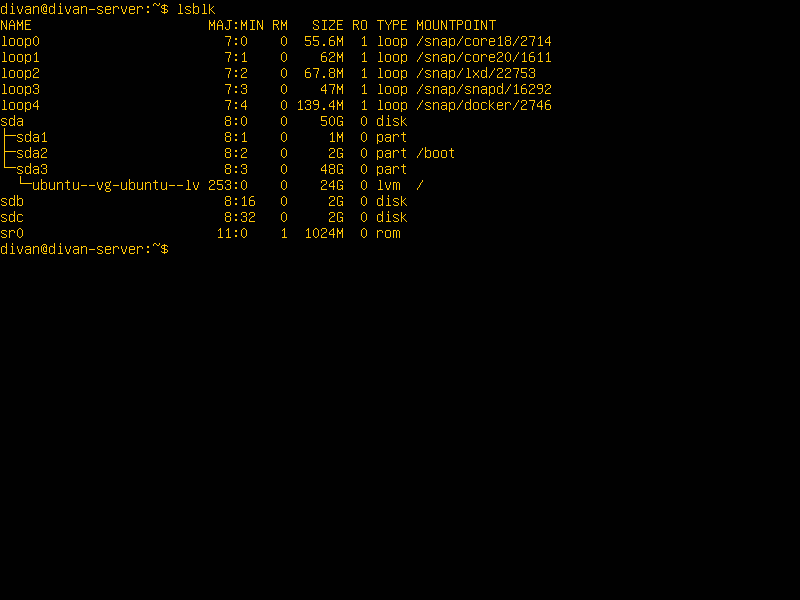 divan@divan-server:~$ lsblk
NAME                      MAJ:MIN RM   SIZE RO TYPE MOUNTPOINT
loop0                       7:0    0  55.6M  1 loop /snap/core18/2714
loop1                       7:1    0    62M  1 loop /snap/core20/1611
loop2                       7:2    0  67.8M  1 loop /snap/lxd/22753
loop3                       7:3    0    47M  1 loop /snap/snapd/16292
loop4                       7:4    0 139.4M  1 loop /snap/docker/2746
sda                         8:0    0    50G  0 disk
├─sda1                      8:1    0     1M  0 part
├─sda2                      8:2    0     2G  0 part /boot
└─sda3                      8:3    0    48G  0 part
  └─ubuntu--vg-ubuntu--lv 253:0    0    24G  0 lvm  /
sdb                         8:16   0     2G  0 disk
sdc                         8:32   0     2G  0 disk
sr0                        11:0    1  1024M  0 rom
divan@divan-server:~$